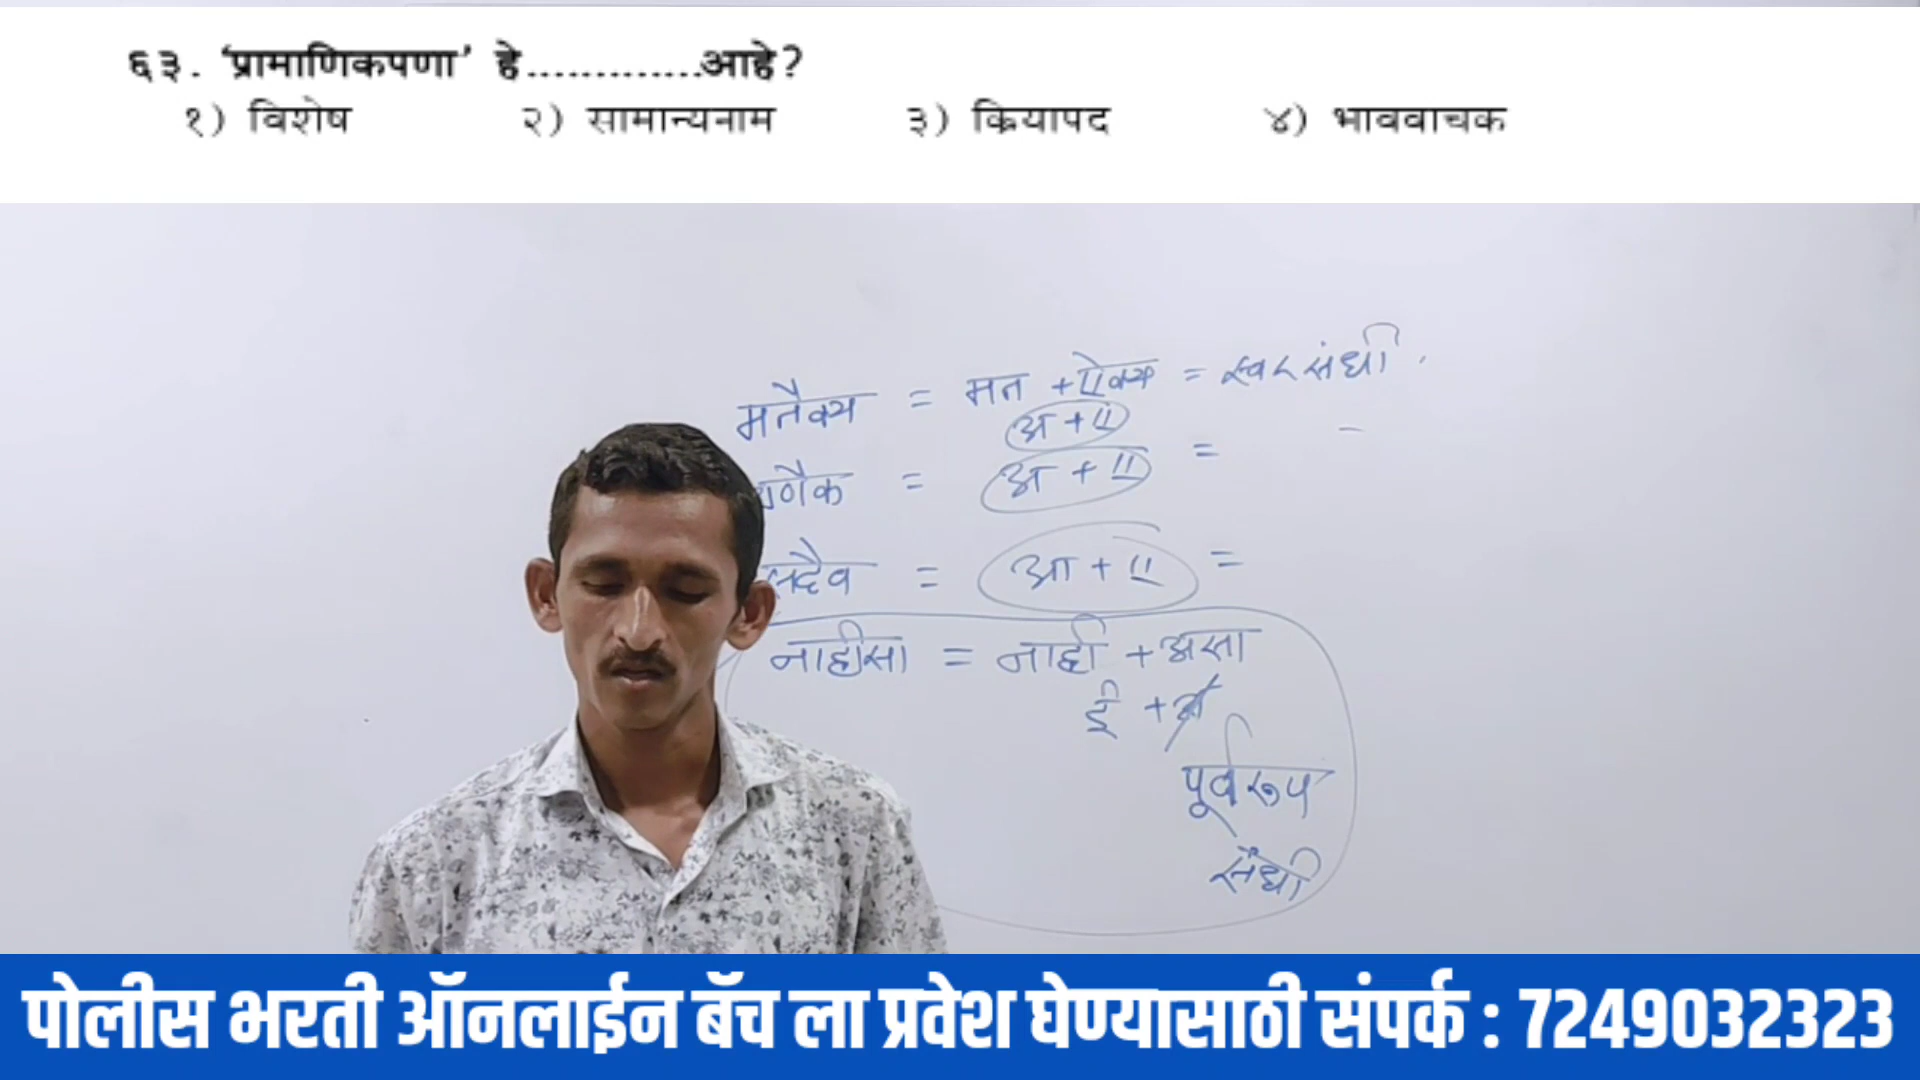 ६३. ‘प्रामाणिकपणा’ हे.............आहे?
१) विशेष २) सामान्यनाम ३) क्रियापद ४) भाववाचक
मतैक्य = मत + ऐक्य = स्वरसंधी.
अ + ए
णैक = अ + ए =
सदैव = आ + ए =
नाहीसा = नाही + असा
ई + अ
पूर्वरूप
संधी
पोलीस भरती ऑनलाईन बॅच ला प्रवेश घेण्यासाठी संपर्क : 7249032323